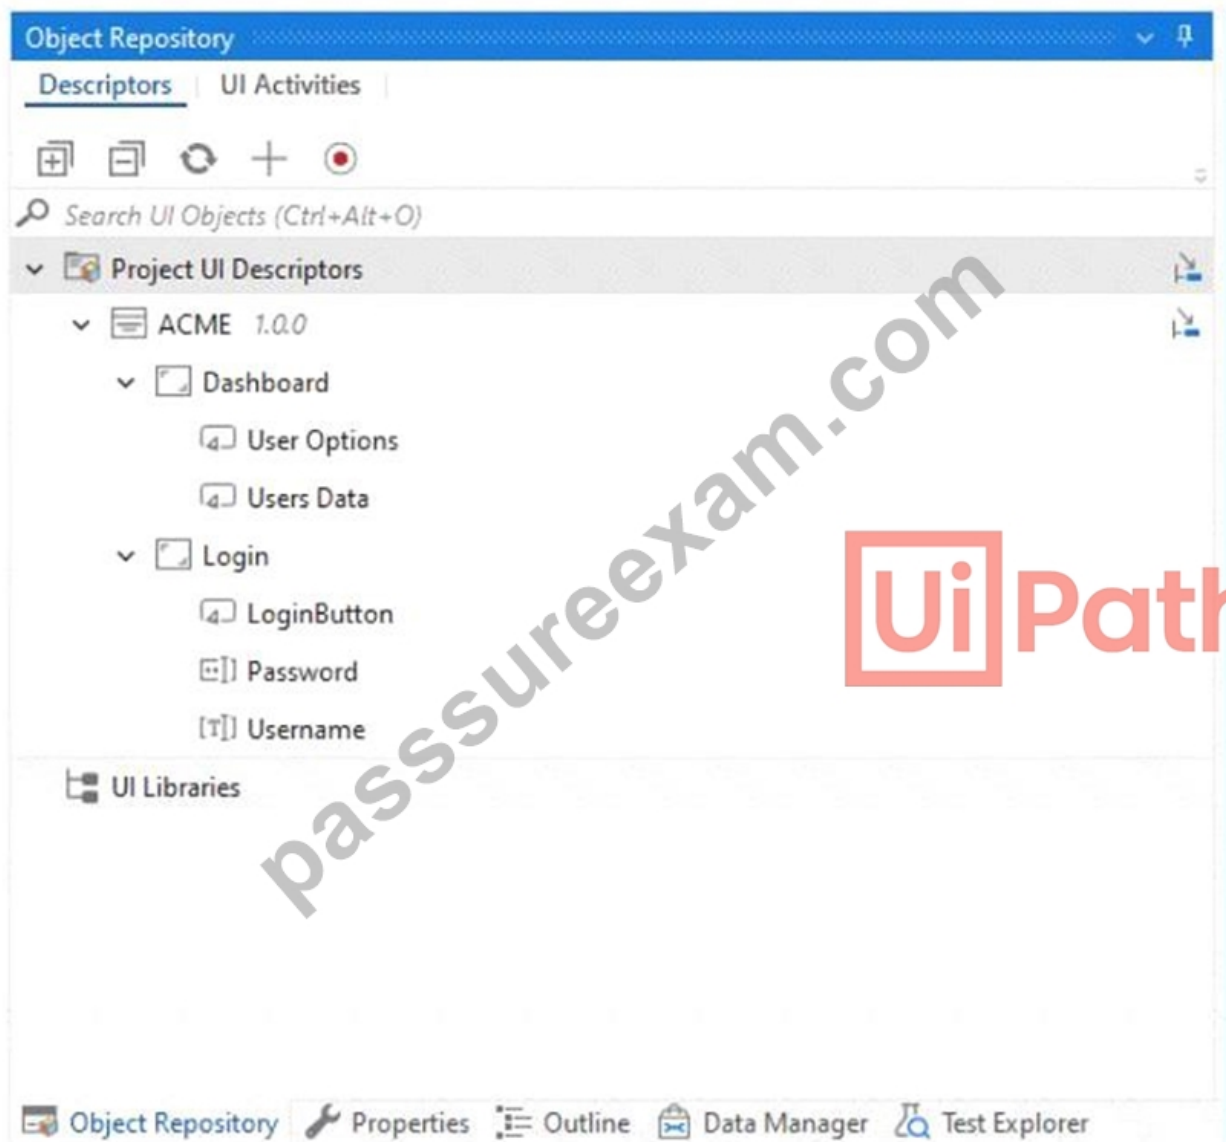 Object Repository
Descriptors UI Activities
Search UI Objects (Ctrl+Alt+O)
Project UI Descriptors
ACME 1.0.0
Dashboard
User Options
Users Data
Login
LoginButton
Password
Username
UI Libraries
passsureexam.com
UiPath
Object Repository Properties Outline Data Manager Test Explorer